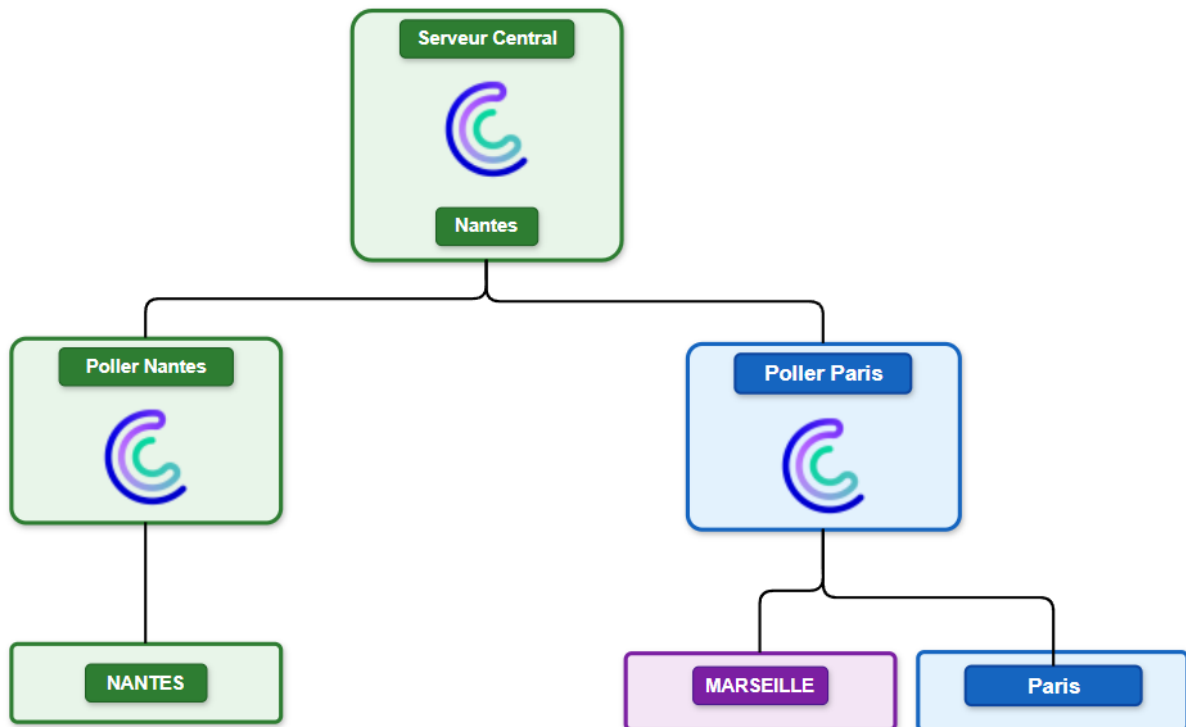 Serveur Central
Nantes
Poller Nantes
Poller Paris
NANTES
MARSEILLE
Paris